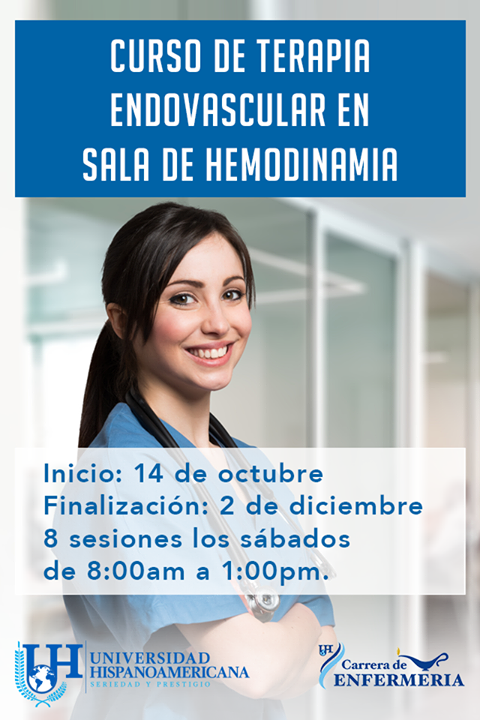 CURSO DE TERAPIA
ENDOVASCULAR EN
SALA DE HEMODINAMIA
Inicio: 14 de octubre
Finalización: 2 de diciembre
8 sesiones los sábados
de 8:00am a 1:00pm.
UH
UNIVERSIDAD
HISPANOAMERICANA
SERIEDAD Y PRESTIGIO
UH
Carrera de
ENFERMERIA